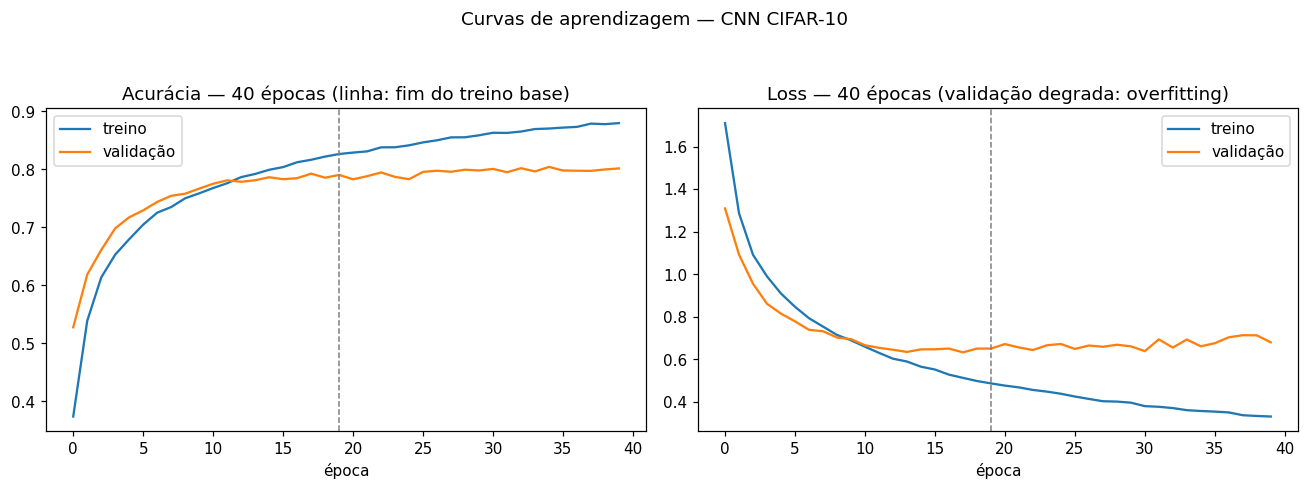 Curvas de aprendizagem — CNN CIFAR-10
Acurácia — 40 épocas (linha: fim do treino base)
0.9
0.8
0.7
0.6
0.5
0.4
treino
validação
0 5 10 15 20 25 30 35 40
época
Loss — 40 épocas (validação degrada: overfitting)
1.6
1.4
1.2
1.0
0.8
0.6
0.4
treino
validação
0 5 10 15 20 25 30 35 40
época